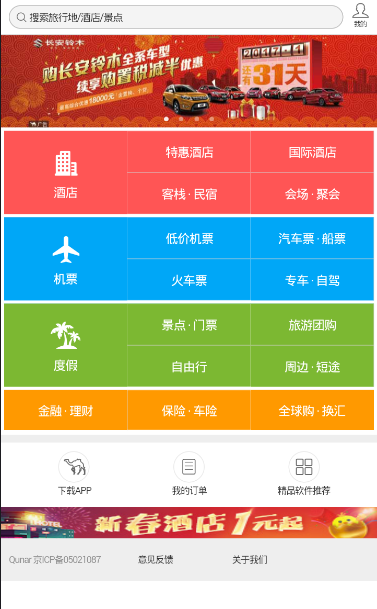 搜索旅行地/酒店/景点
我的
长安铃木
购长安铃木全系车型
续享购置税减半优惠
2017.4
还有31天
广告
酒店
特惠酒店
国际酒店
客栈·民宿
会场·聚会
机票
低价机票
汽车票·船票
火车票
专车·自驾
度假
景点·门票
旅游团购
自由行
周边·短途
金融·理财
保险·车险
全球购·换汇
下载APP
我的订单
精品软件推荐
HOTEL
新春酒店1元起
Qunar 京ICP备05021087
意见反馈
关于我们